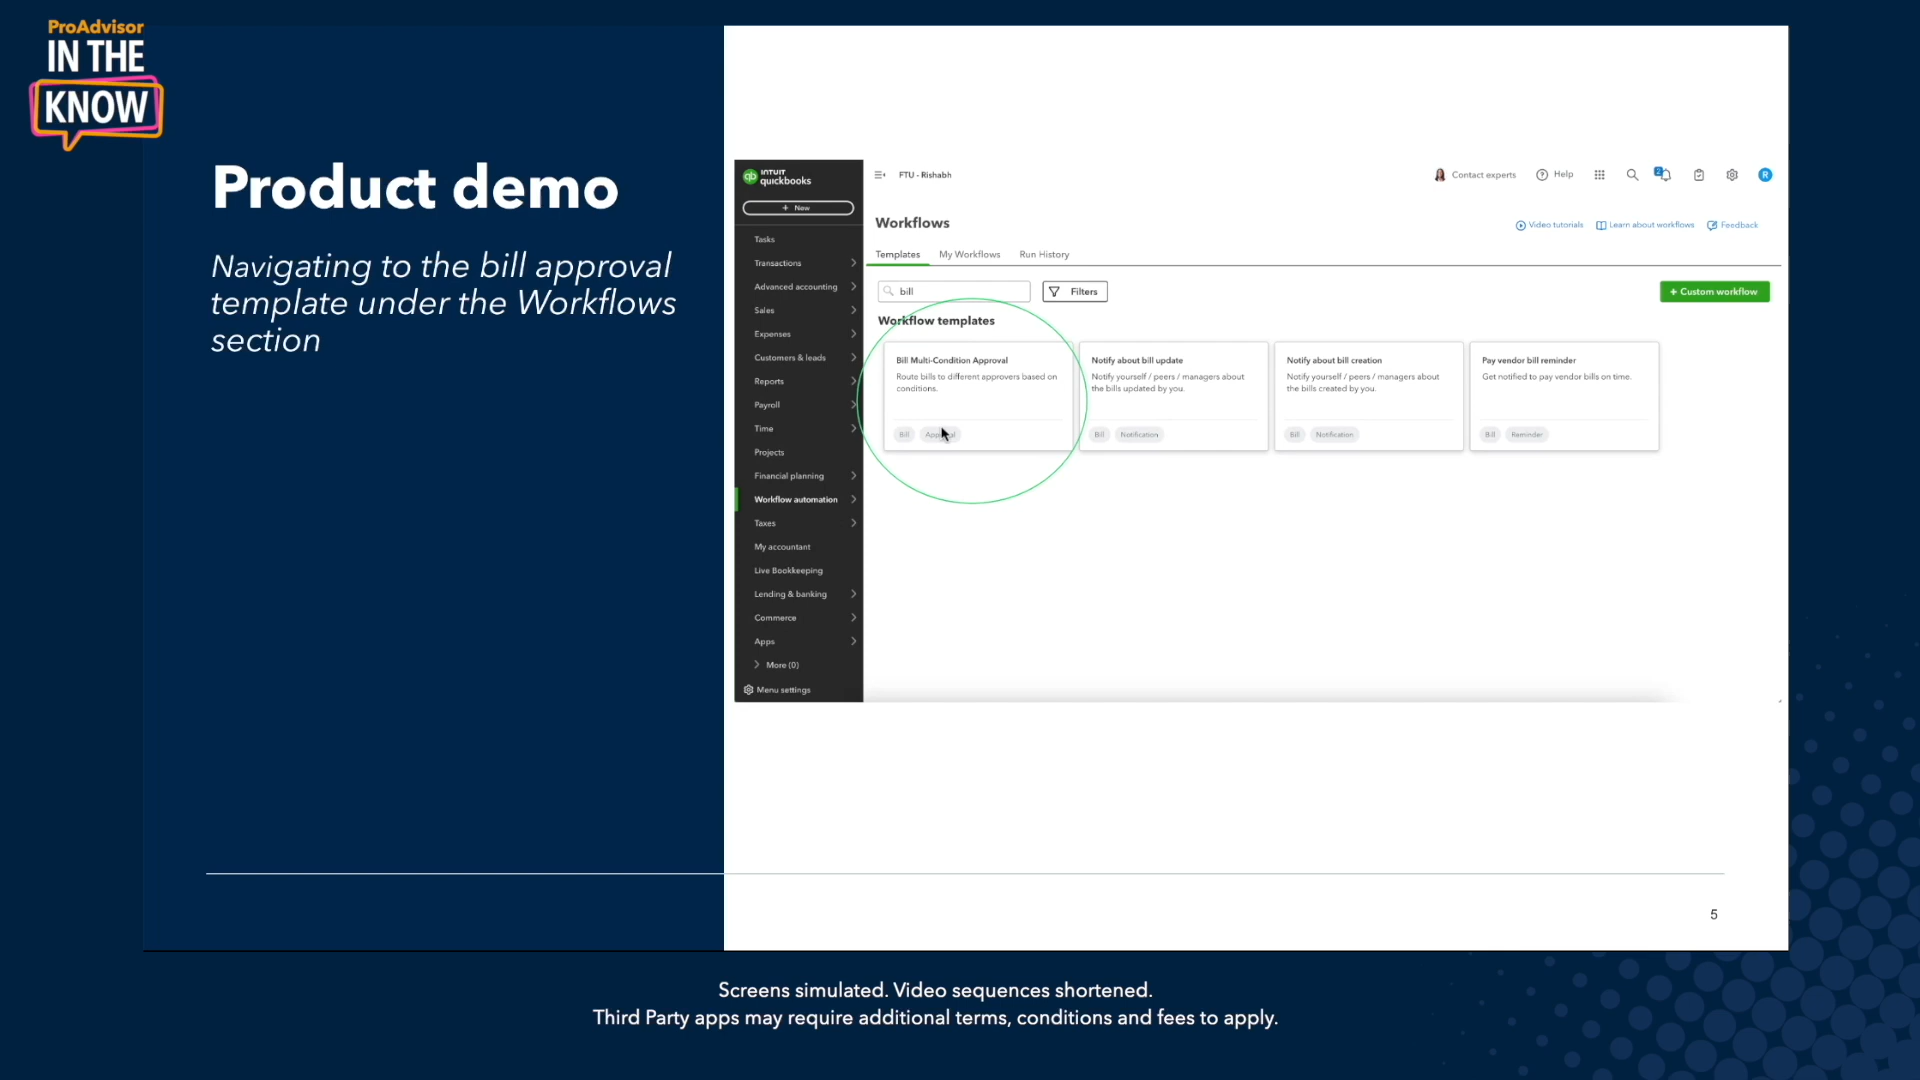 ProAdvisor
IN THE
KNOW
Product demo
Navigating to the bill approval
template under the Workflows
section
INTUIT
quickbooks
+ New
Tasks
Transactions
Advanced accounting
Sales
Expenses
Customers & leads
Reports
Payroll
Time
Projects
Financial planning
Workflow automation
Taxes
My accountant
Live Bookkeeping
Lending & banking
Commerce
Apps
More (0)
Menu settings
FTU - Rishabh
Contact experts
Help
2
R
Workflows
Video tutorials
Learn about workflows
Feedback
Templates
My Workflows
Run History
bill
Filters
+ Custom workflow
Workflow templates
Bill Multi-Condition Approval
Route bills to different approvers based on
conditions.
Bill
Notify about bill update
Notify yourself / peers / managers about
the bills updated by you.
Bill
Notification
Notify about bill creation
Notify yourself / peers / managers about
the bills created by you.
Bill
Notification
Pay vendor bill reminder
Get notified to pay vendor bills on time.
Bill
Reminder
5
Screens simulated. Video sequences shortened.
Third Party apps may require additional terms, conditions and fees to apply.